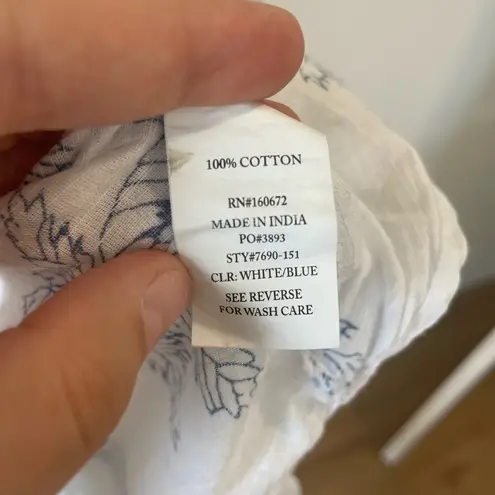 100% COTTON
RN#160672
MADE IN INDIA
PO#3893
STY#7690-151
CLR: WHITE/BLUE
SEE REVERSE
FOR WASH CARE